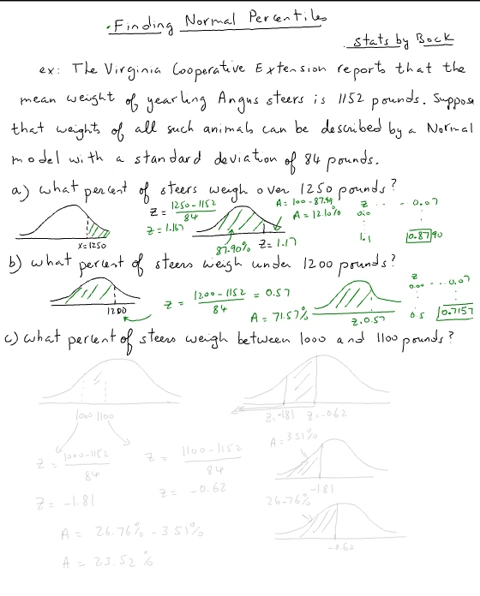 Finding Normal Percentiles
Stats by Bock
ex: The Virginia Cooperative Extension reports that the
mean weight of yearling Angus steers is 1152 pounds. Suppose
that weights of all such animals can be described by a Normal
model with a standard deviation of 84 pounds.
a) what percent of steers weigh over 1250 pounds?
x=1250
Z = 1250-1152 / 84
Z = 1.167
87.90% Z=1.17
A = 100-87.90
A = 12.10%
Z ... 0.07
0.0
1.1 0.8790
b) what percent of steers weigh under 1200 pounds?
1200
Z = 1200-1152 / 84 = 0.57
A = 71.57%
Z=0.57
Z
0.00 ... 0.07
0.5 0.7157
c) what percent of steers weigh between 1000 and 1100 pounds?
1000 1100
Z = 1000-1152 / 84
Z = -1.81
Z = 1100-1152 / 84
Z = -0.62
A = 26.76% - 3.51%
A = 23.52%
Z=-1.81 Z=-0.62
A = 3.51%
-1.81
26.76%
-0.62